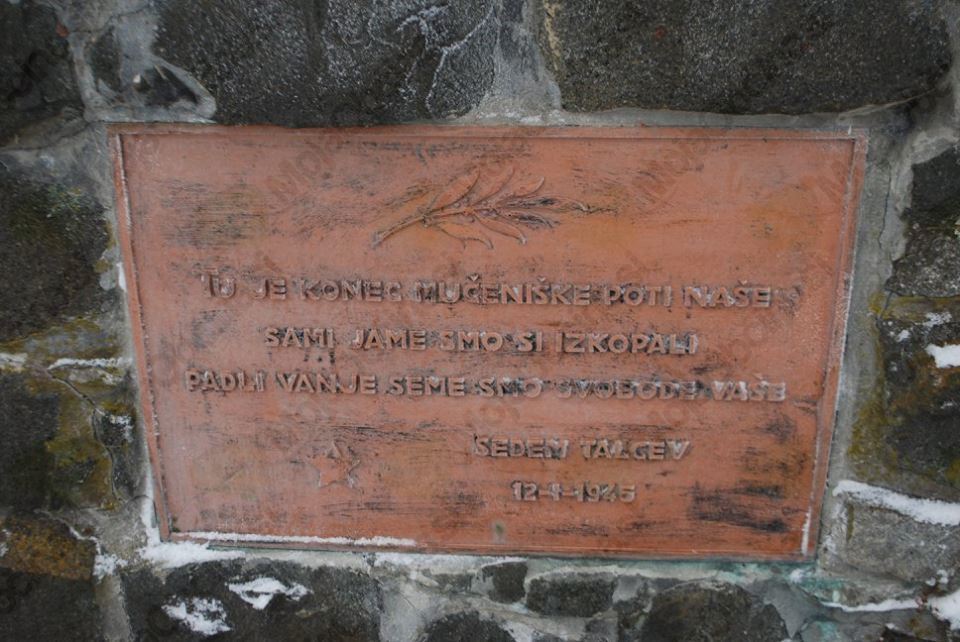 TU JE KONEC MUČENIŠKE POTI NAŠE
SAMI JAME SMO SI IZKOPALI
PADLI VANJE SEME SMO SVOBODE VAŠE
SEDEM TALCEV
12-4-1945